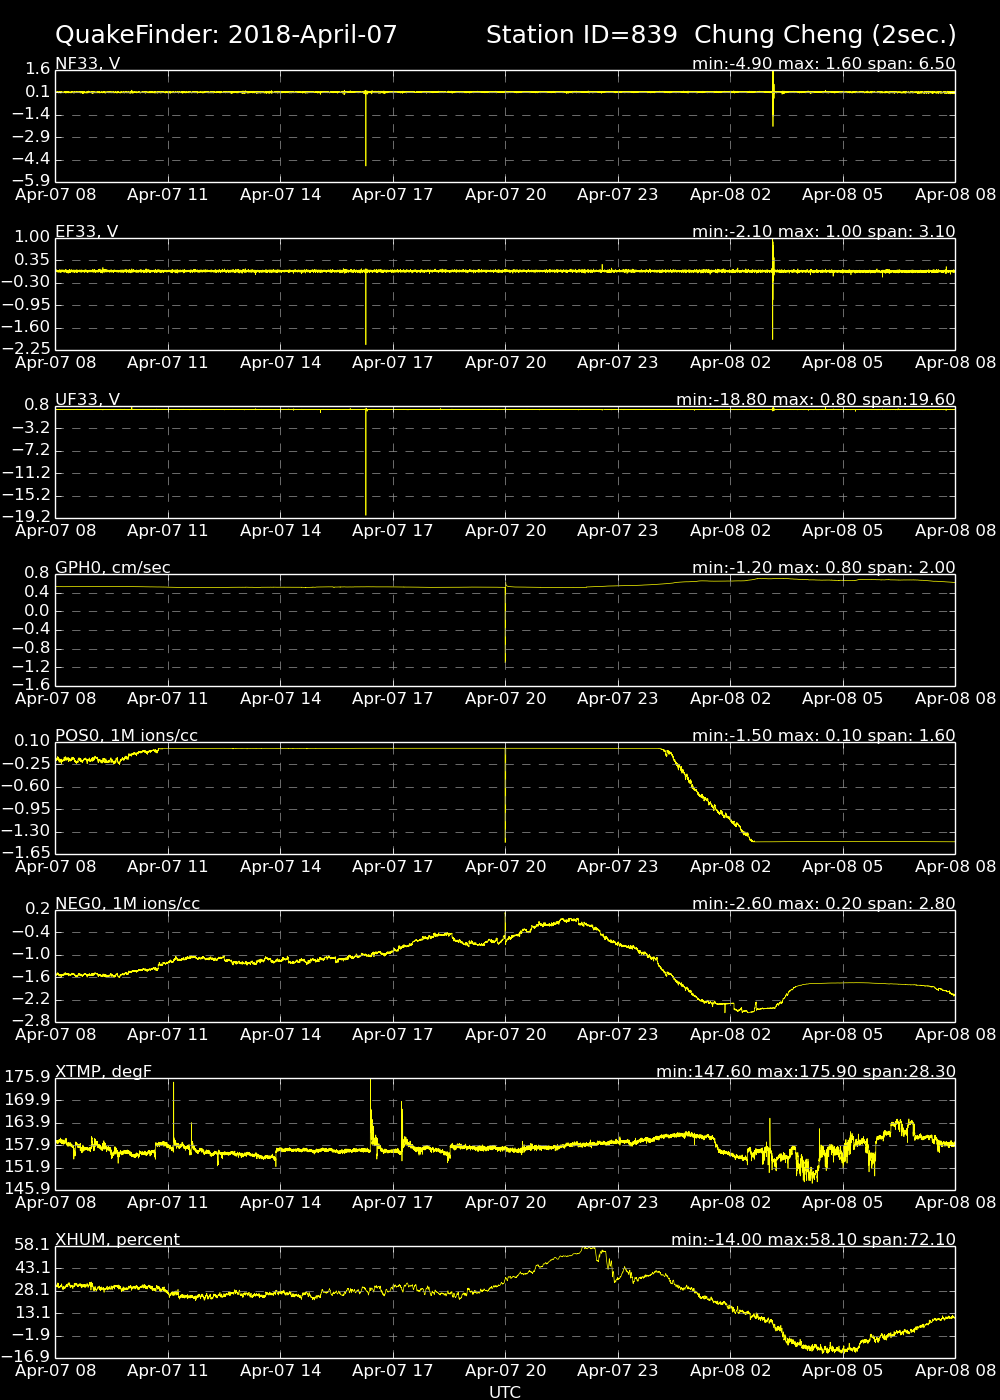 QuakeFinder: 2018-April-07 Station ID=839 Chung Cheng (2sec.)
NF33, V min:-4.90 max: 1.60 span: 6.50
1.6
0.1
−1.4
−2.9
−4.4
−5.9
Apr-07 08 Apr-07 11 Apr-07 14 Apr-07 17 Apr-07 20 Apr-07 23 Apr-08 02 Apr-08 05 Apr-08 08
EF33, V min:-2.10 max: 1.00 span: 3.10
1.00
0.35
−0.30
−0.95
−1.60
−2.25
Apr-07 08 Apr-07 11 Apr-07 14 Apr-07 17 Apr-07 20 Apr-07 23 Apr-08 02 Apr-08 05 Apr-08 08
UF33, V min:-18.80 max: 0.80 span:19.60
0.8
−3.2
−7.2
−11.2
−15.2
−19.2
Apr-07 08 Apr-07 11 Apr-07 14 Apr-07 17 Apr-07 20 Apr-07 23 Apr-08 02 Apr-08 05 Apr-08 08
GPH0, cm/sec min:-1.20 max: 0.80 span: 2.00
0.8
0.4
0.0
−0.4
−0.8
−1.2
−1.6
Apr-07 08 Apr-07 11 Apr-07 14 Apr-07 17 Apr-07 20 Apr-07 23 Apr-08 02 Apr-08 05 Apr-08 08
POS0, 1M ions/cc min:-1.50 max: 0.10 span: 1.60
0.10
−0.25
−0.60
−0.95
−1.30
−1.65
Apr-07 08 Apr-07 11 Apr-07 14 Apr-07 17 Apr-07 20 Apr-07 23 Apr-08 02 Apr-08 05 Apr-08 08
NEG0, 1M ions/cc min:-2.60 max: 0.20 span: 2.80
0.2
−0.4
−1.0
−1.6
−2.2
−2.8
Apr-07 08 Apr-07 11 Apr-07 14 Apr-07 17 Apr-07 20 Apr-07 23 Apr-08 02 Apr-08 05 Apr-08 08
XTMP, degF min:147.60 max:175.90 span:28.30
175.9
169.9
163.9
157.9
151.9
145.9
Apr-07 08 Apr-07 11 Apr-07 14 Apr-07 17 Apr-07 20 Apr-07 23 Apr-08 02 Apr-08 05 Apr-08 08
XHUM, percent min:-14.00 max:58.10 span:72.10
58.1
43.1
28.1
13.1
−1.9
−16.9
Apr-07 08 Apr-07 11 Apr-07 14 Apr-07 17 Apr-07 20 Apr-07 23 Apr-08 02 Apr-08 05 Apr-08 08
UTC